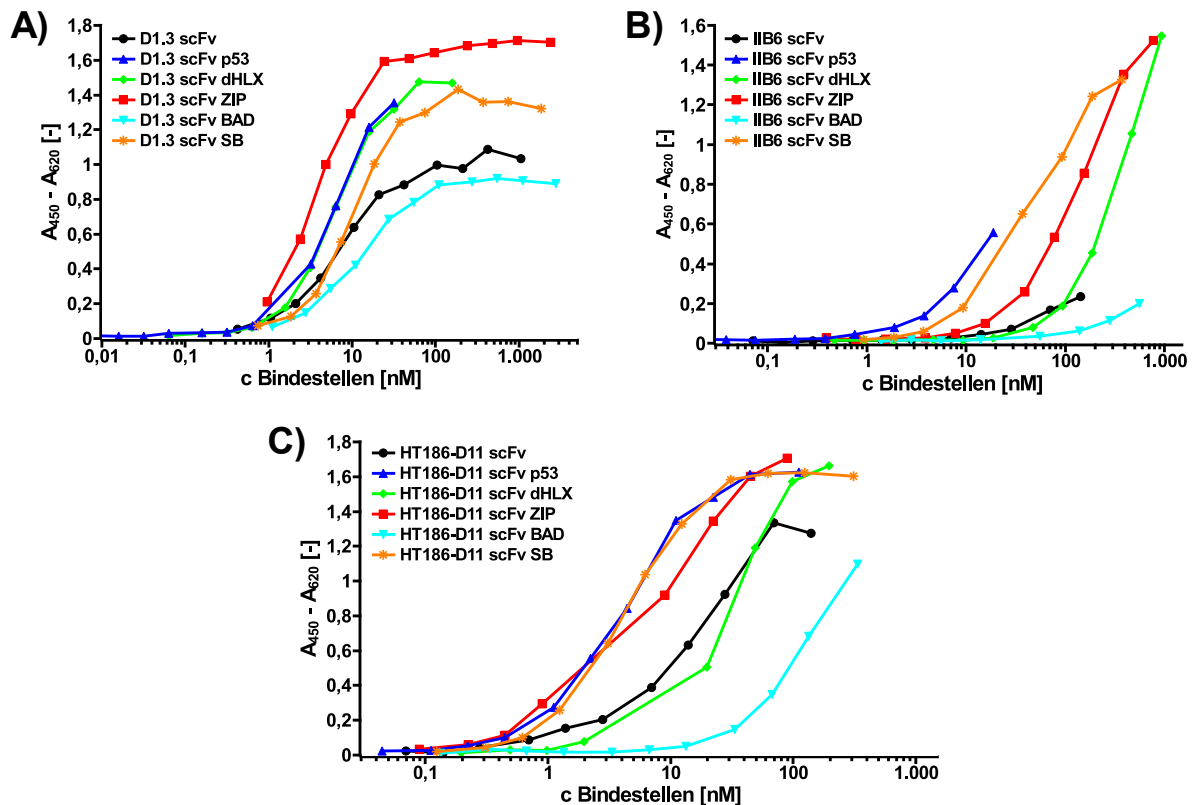 A)
1,8
1,6
1,4
1,2
1
0,8
0,6
0,4
0,2
0
A450 - A620 [-]
D1.3 scFv
D1.3 scFv p53
D1.3 scFv dHLX
D1.3 scFv ZIP
D1.3 scFv BAD
D1.3 scFv SB
0,01 0,1 1 10 100 1.000
c Bindestellen [nM]
B)
1,6
1,4
1,2
1
0,8
0,6
0,4
0,2
0
A450 - A620 [-]
IIB6 scFv
IIB6 scFv p53
IIB6 scFv dHLX
IIB6 scFv ZIP
IIB6 scFv BAD
IIB6 scFv SB
0,1 1 10 100 1.000
c Bindestellen [nM]
C)
1,8
1,6
1,4
1,2
1
0,8
0,6
0,4
0,2
0
A450 - A620 [-]
HT186-D11 scFv
HT186-D11 scFv p53
HT186-D11 scFv dHLX
HT186-D11 scFv ZIP
HT186-D11 scFv BAD
HT186-D11 scFv SB
0,1 1 10 100 1.000
c Bindestellen [nM]